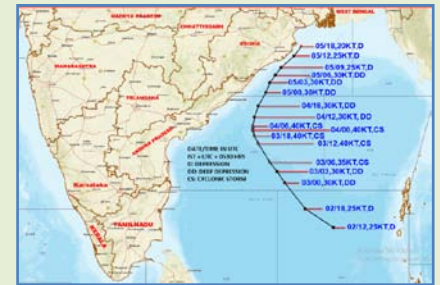 MADHYA PRADESH
WEST BENGAL
CHHATTISGARH
ODISHA
MAHARASHTRA
TELANGANA
ANDHRA PRADESH
Karnataka
TAMILNADU
KERALA
05/18,20KT,D
05/12,25KT,D
05/09,25KT,D
05/06,30KT,DD
05/03,30KT,DD
05/00,30KT,DD
04/18,30KT,DD
04/12,30KT,DD
04/06,40KT,CS
04/00,40KT,CS
03/18,40KT,CS
03/12,40KT,CS
03/06,35KT,CS
03/03,30KT,DD
03/00,30KT,DD
02/18,25KT,D
02/12,25KT,D
DATE/TIME IN UTC
IST = UTC + 0530 HRS
D: DEPRESSION
DD: DEEP DEPRESSION
CS: CYCLONIC STORM